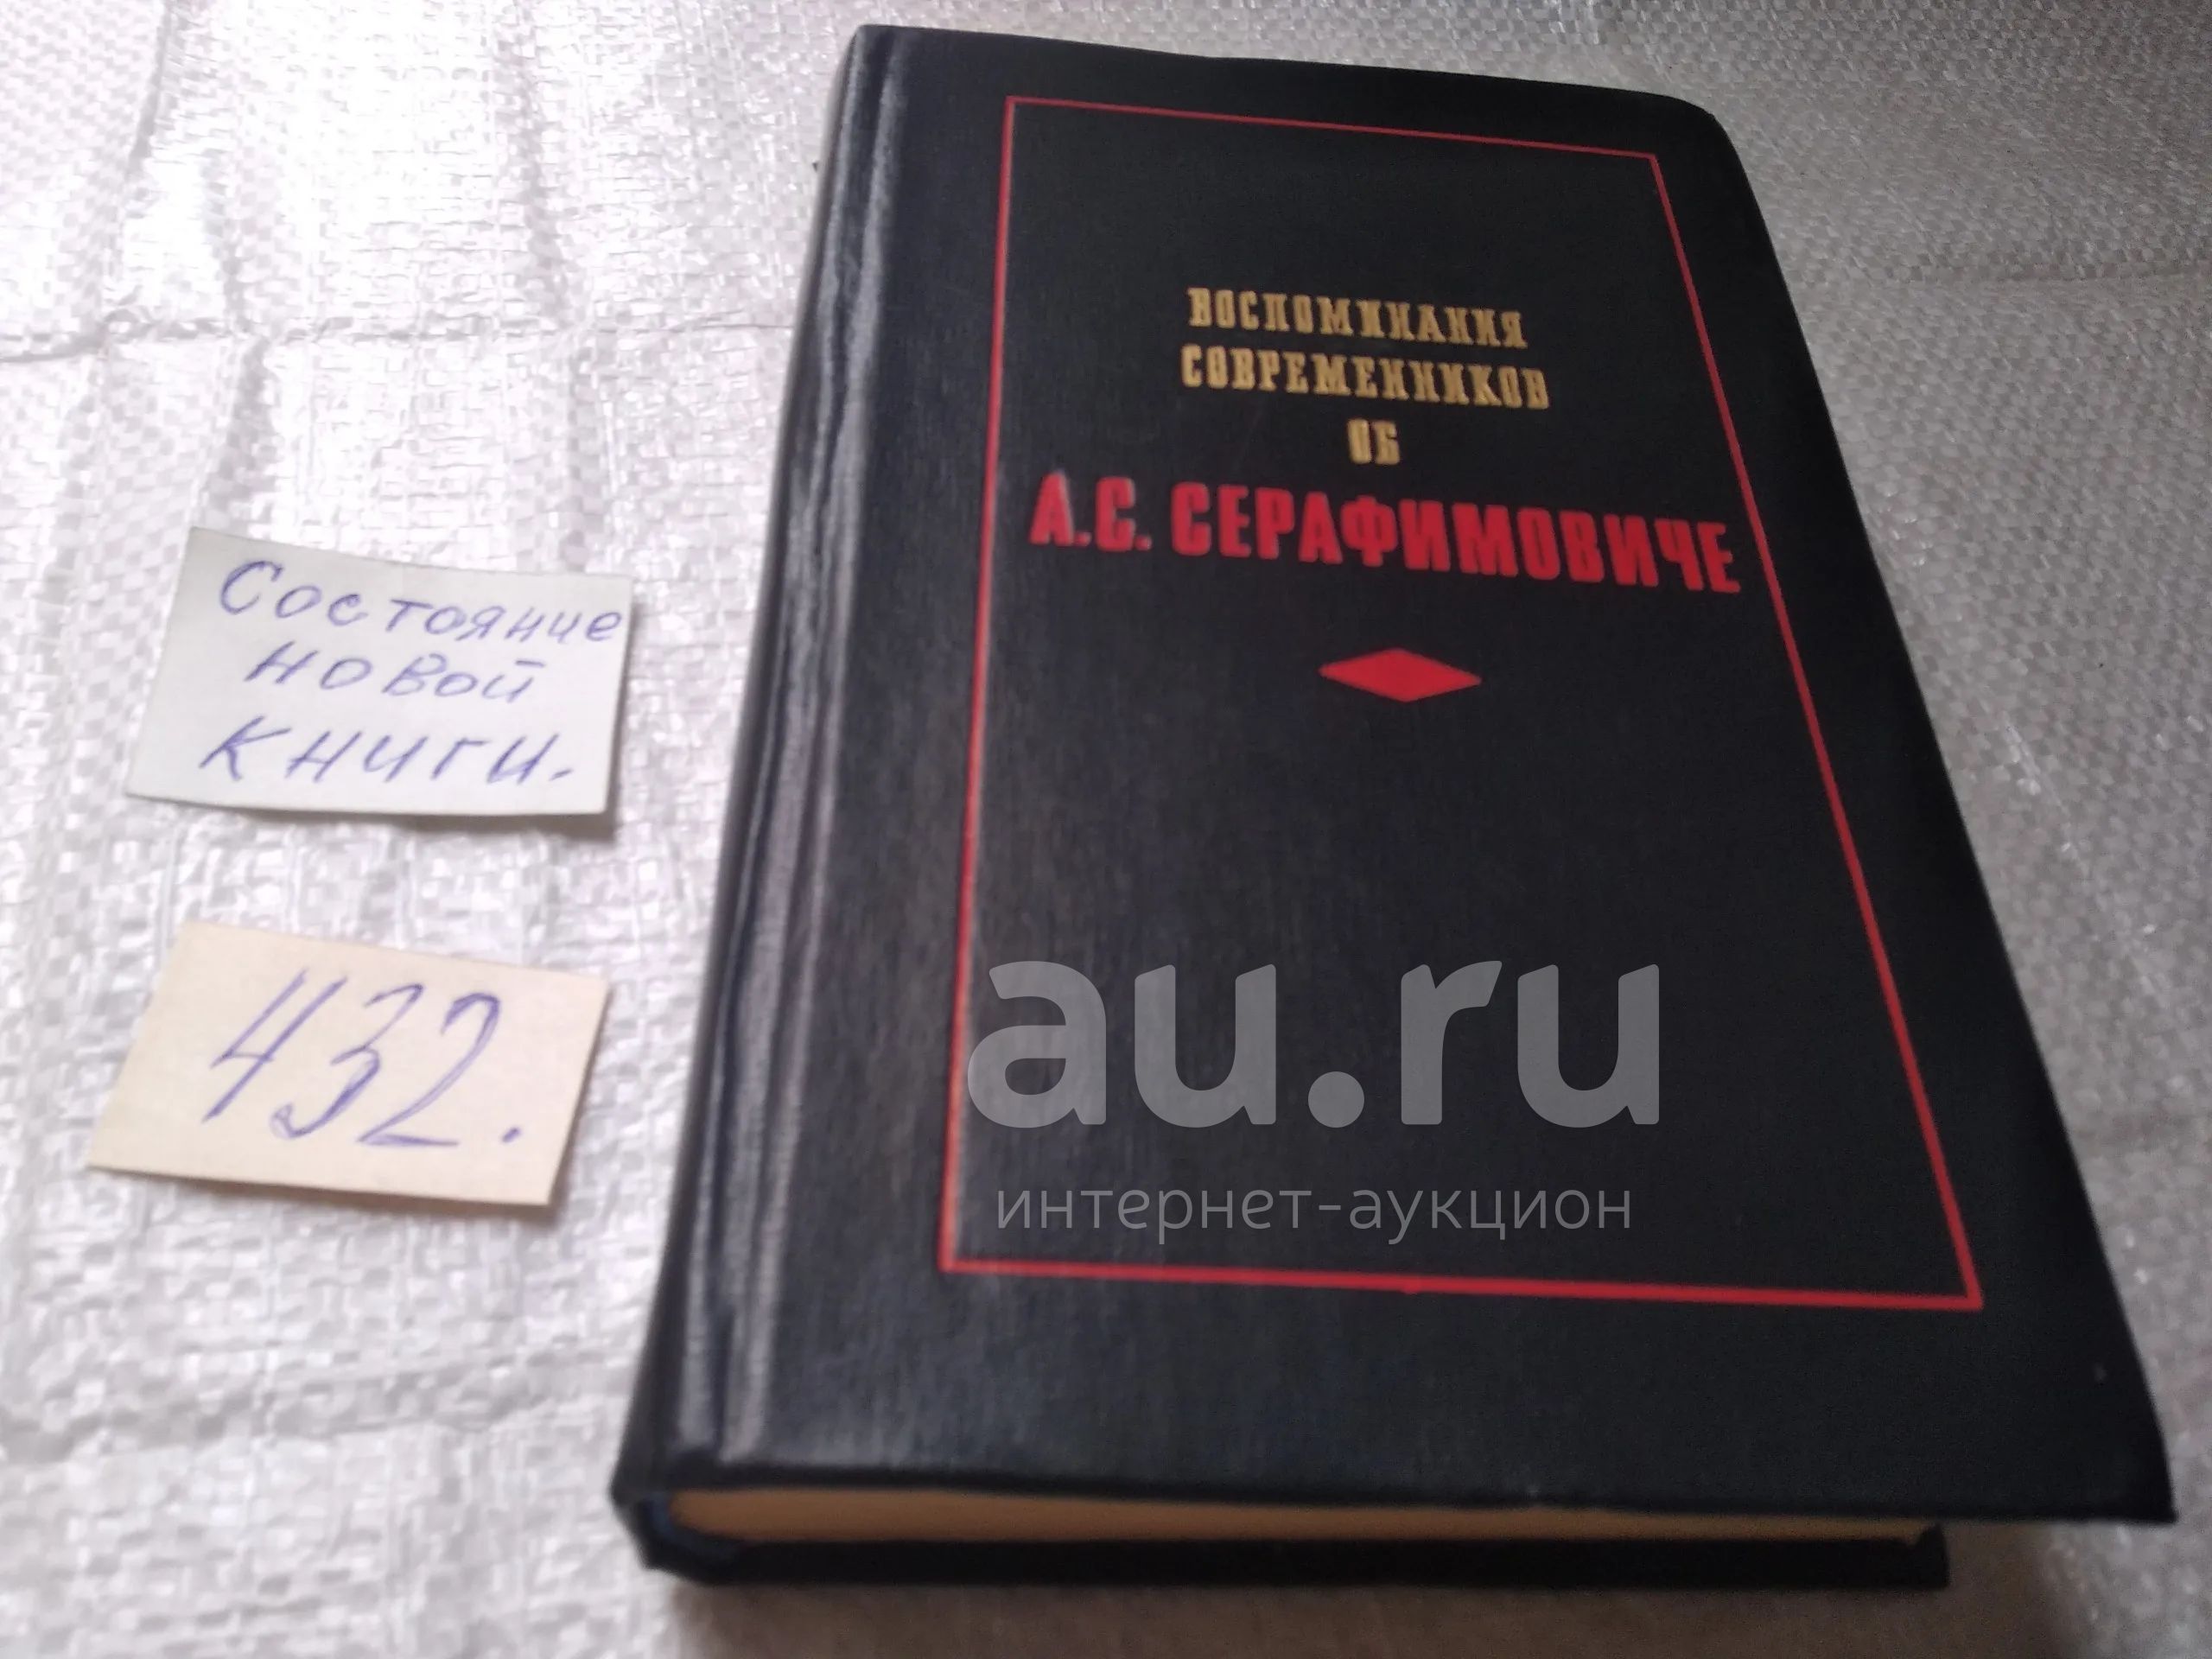 ВОСПОМИНАНИЯ
СОВРЕМЕННИКОВ
ОБ
А.С. СЕРАФИМОВИЧЕ
Состояние
новой
книги.
432.
au.ru
интернет-аукцион